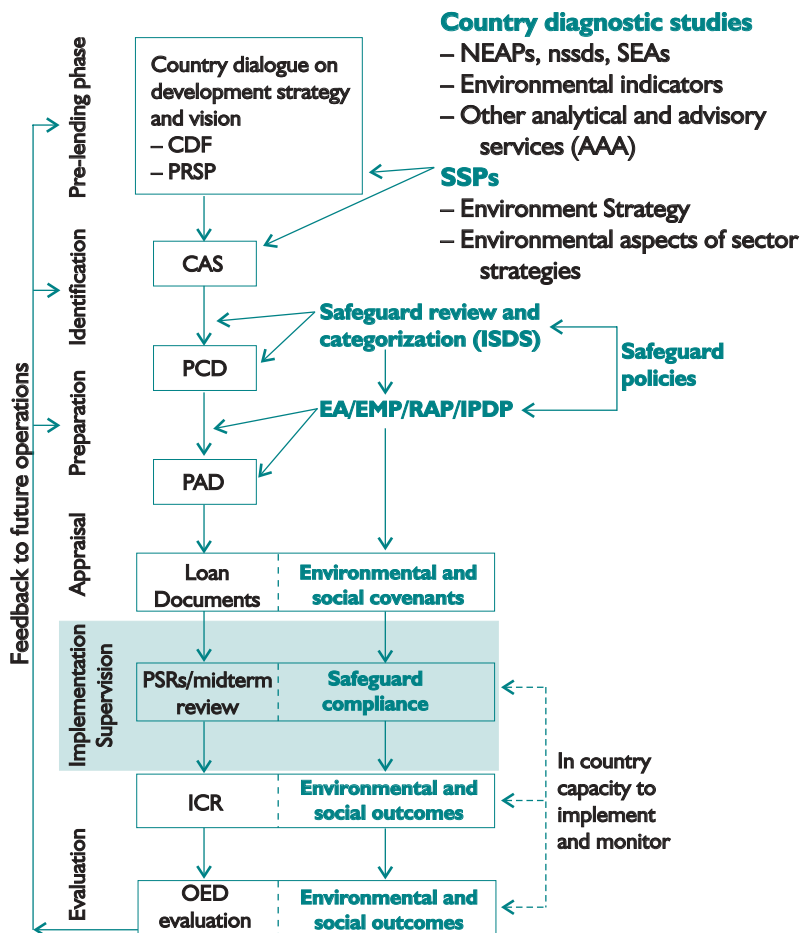 Country diagnostic studies
– NEAPs, nssds, SEAs
– Environmental indicators
– Other analytical and advisory
services (AAA)
SSPs
– Environment Strategy
– Environmental aspects of sector
strategies
Pre-lending phase
Country dialogue on
development strategy
and vision
– CDF
– PRSP
Identification
CAS
Safeguard review and
categorization (ISDS)
Safeguard
policies
PCD
Preparation
EA/EMP/RAP/IPDP
PAD
Appraisal
Loan
Documents
Environmental and
social covenants
Feedback to future operations
Implementation
Supervision
PSRs/midterm
review
Safeguard
compliance
In country
capacity to
implement
and monitor
ICR
Environmental and
social outcomes
Evaluation
OED
evaluation
Environmental and
social outcomes